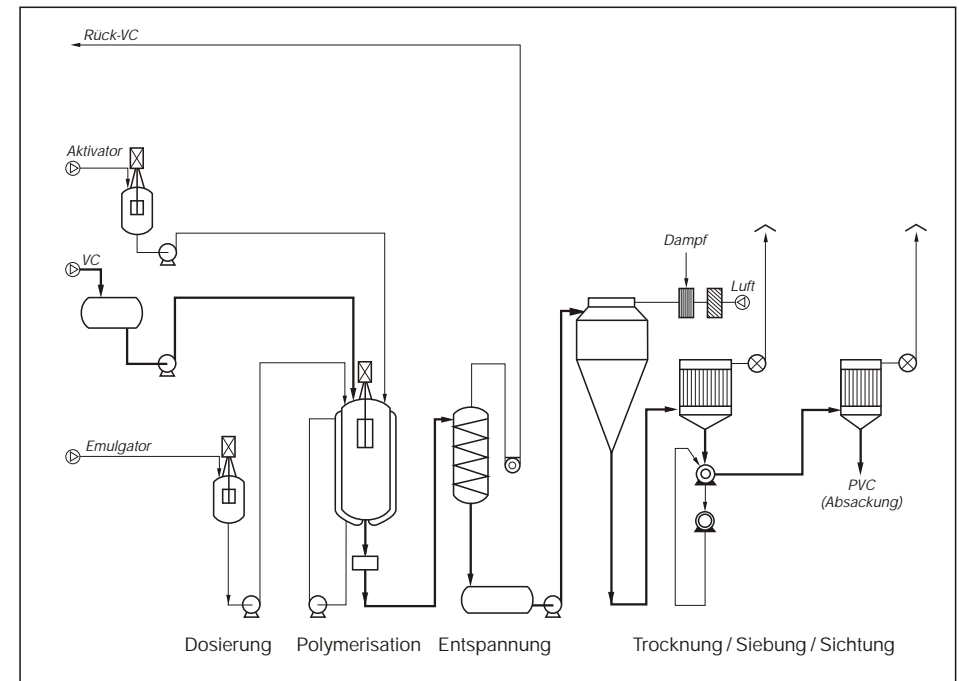 Rück-VC
Aktivator
VC
Dampf
Luft
Emulgator
PVC
(Absackung)
Dosierung
Polymerisation
Entspannung
Trocknung / Siebung / Sichtung